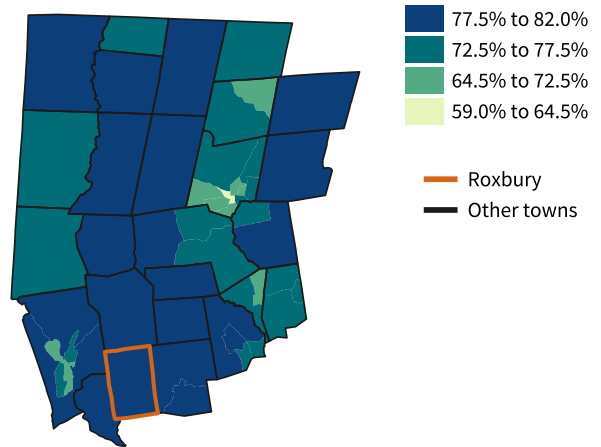 77.5% to 82.0%
72.5% to 77.5%
64.5% to 72.5%
59.0% to 64.5%
Roxbury
Other towns